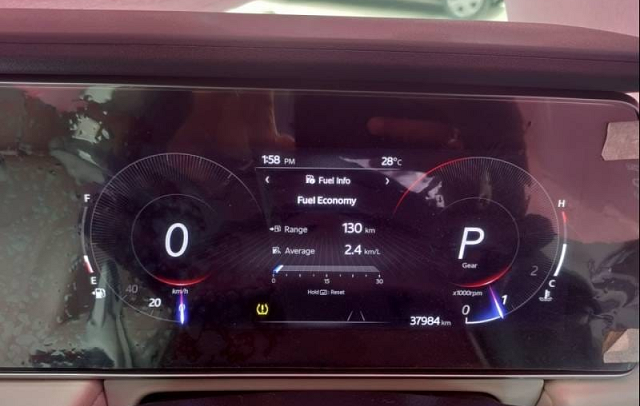 1:58 PM 28°C
< Fuel Info >
Fuel Economy
Range 130 km
Average 2.4 km/L
0 15 30
Hold : Reset
F
E
0
km/h
40
20
0
P
Gear
x1000rpm
0
1
2
H
C
37984 km